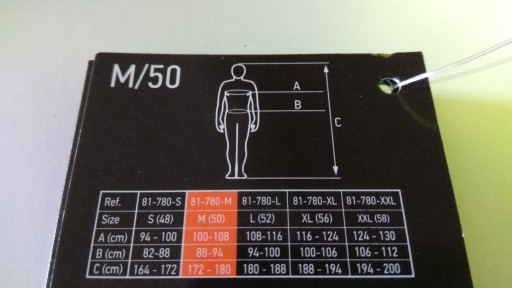 M/50
A
B
C
Ref. 81-780-S 81-780-M 81-780-L 81-780-XL 81-780-XXL
Size S (48) M (50) L (52) XL (56) XXL (58)
A (cm) 94 - 100 100-108 108-116 116 - 124 124 - 130
B (cm) 82-88 88-94 94-100 100-106 106 - 112
C (cm) 164 - 172 172 - 180 180 - 188 188 - 194 194 - 200